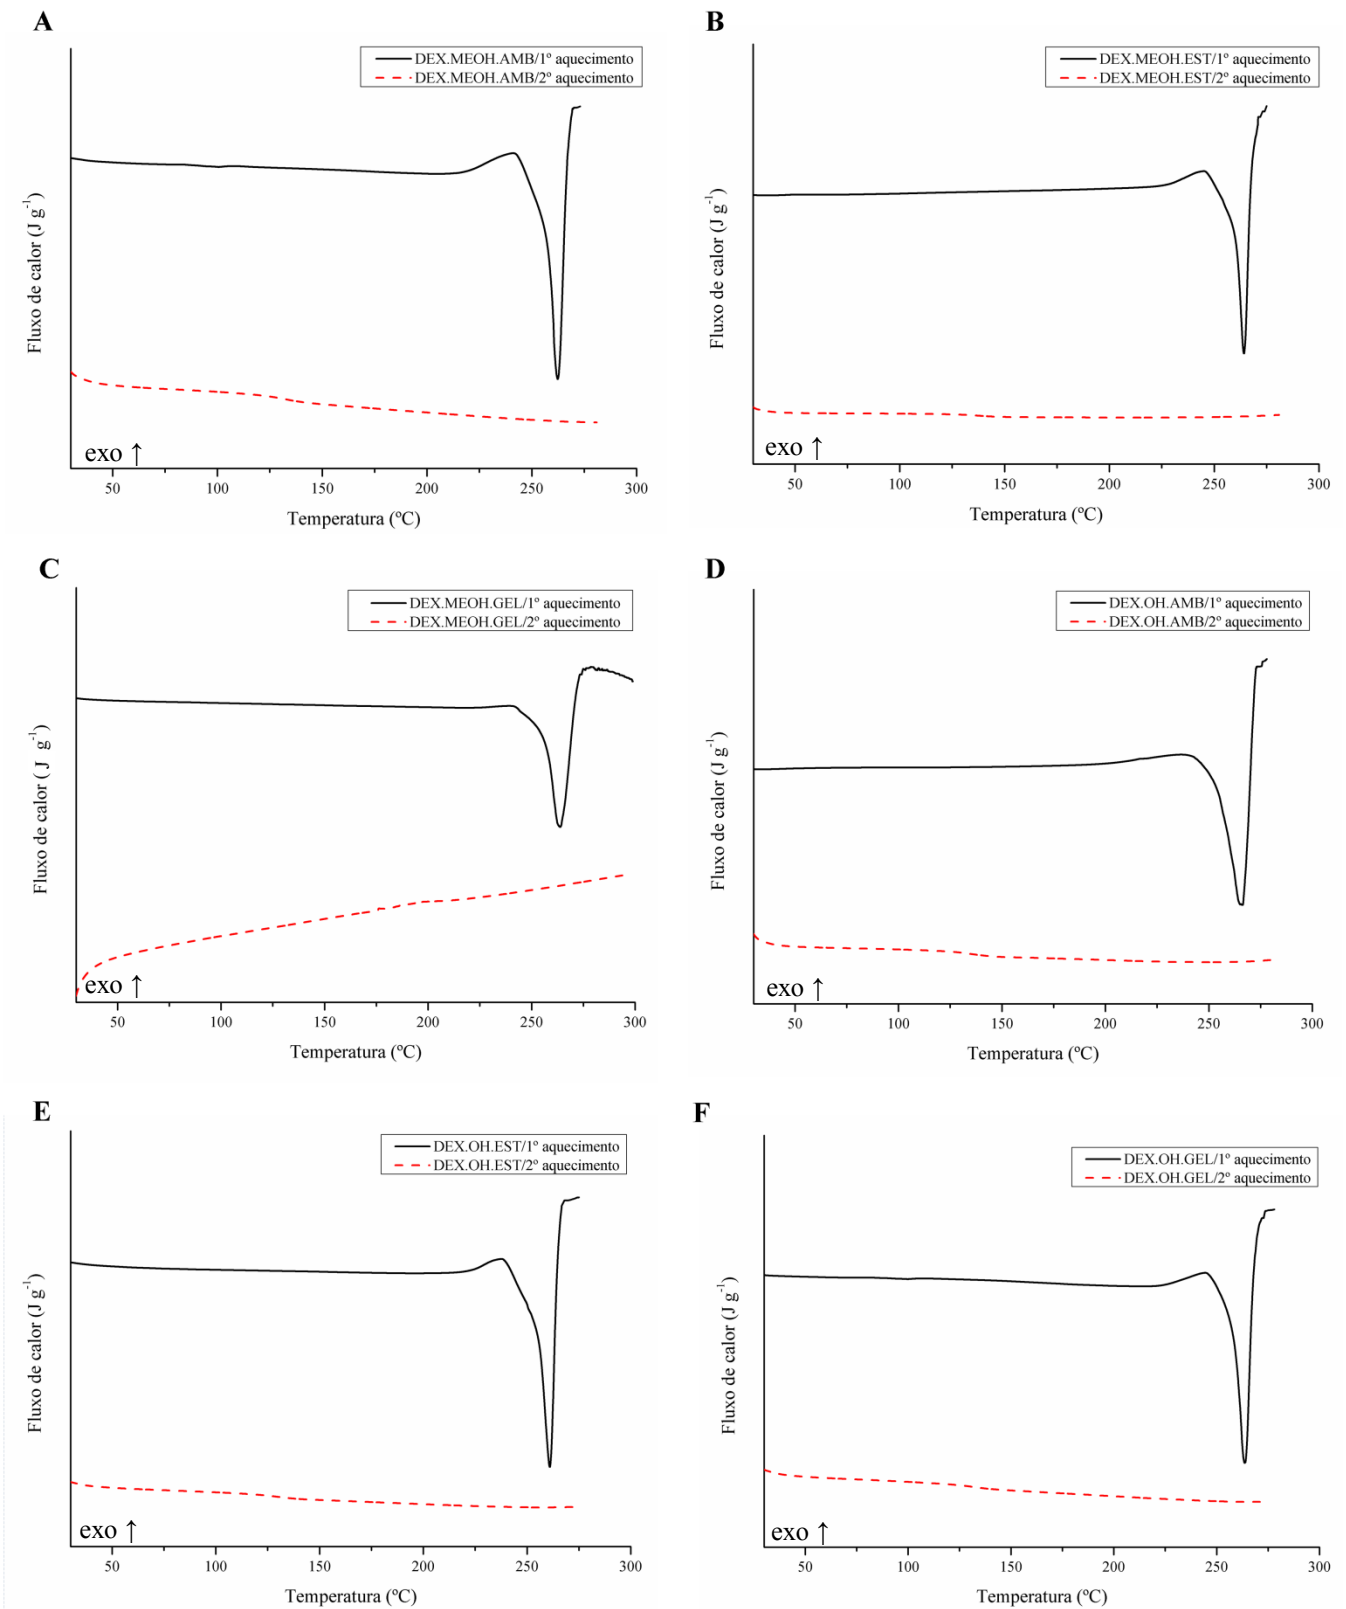 A
DEX.MEOH.AMB/1º aquecimento
DEX.MEOH.AMB/2º aquecimento
Fluxo de calor (J g⁻¹)
exo ↑
50 100 150 200 250 300
Temperatura (ºC)
B
DEX.MEOH.EST/1º aquecimento
DEX.MEOH.EST/2º aquecimento
Fluxo de calor (J g⁻¹)
exo ↑
50 100 150 200 250 300
Temperatura (ºC)
C
DEX.MEOH.GEL/1º aquecimento
DEX.MEOH.GEL/2º aquecimento
Fluxo de calor ( J g⁻¹)
exo ↑
50 100 150 200 250 300
Temperatura (ºC)
D
DEX.OH.AMB/1º aquecimento
DEX.OH.AMB/2º aquecimento
Fluxo de calor (J g⁻¹)
exo ↑
50 100 150 200 250 300
Temperatura (ºC)
E
DEX.OH.EST/1º aquecimento
DEX.OH.EST/2º aquecimento
Fluxo de calor (J g⁻¹)
exo ↑
50 100 150 200 250 300
Temperatura (ºC)
F
DEX.OH.GEL/1º aquecimento
DEX.OH.GEL/2º aquecimento
Fluxo de calor (J g⁻¹)
exo ↑
50 100 150 200 250 300
Temperatura (ºC)